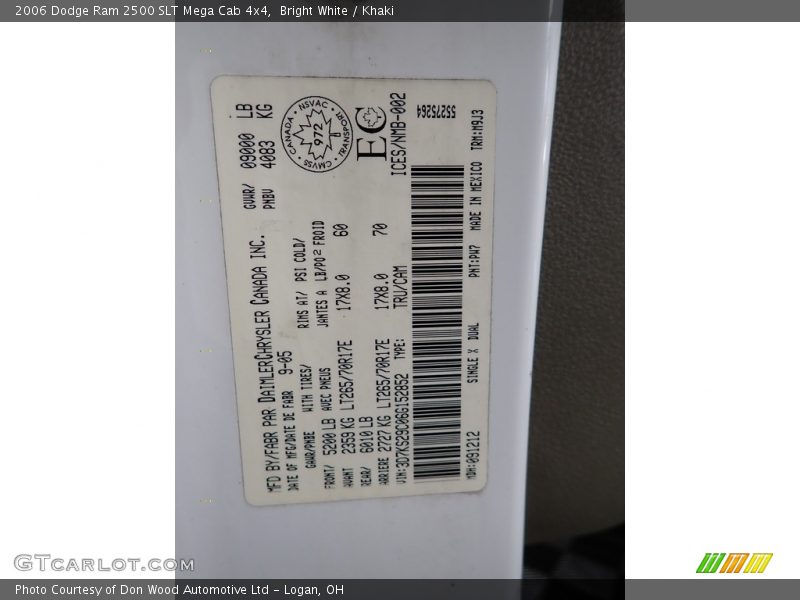 2006 Dodge Ram 2500 SLT Mega Cab 4x4,  Bright White / Khaki
MFD BY/FABR PAR DAIMLERCHRYSLER CANADA INC.
GVWR/ 09000 LB
PNBV 4083 KG
DATE OF MFG/DATE DE FABR 9-05
GAWR/PNBE WITH TIRES/ RIMS AT/ PSI COLD/
AVEC PNEUS JANTES A LB/PO² FROID
FRONT/ 5200 LB
AVANT 2359 KG LT265/70R17E 17X8.0 60
REAR/ 6010 LB
ARRIERE 2727 KG LT265/70R17E 17X8.0 70
VIN: 3D7KS29C06G152852 TYPE: TRU/CAM
CANADA • NSVAC • TRANSPORT • CMVSS
972
EC
ICES/NMB-002
55275264
SINGLE X DUAL
MDH: 091212 PNT: PW7 MADE IN MEXICO TRM: M9J3
GTCARLOT.COM
Photo Courtesy of Don Wood Automotive Ltd - Logan, OH